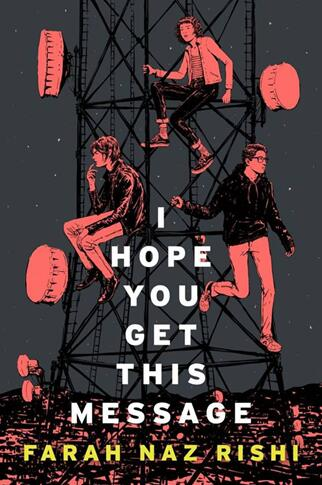 I
HOPE
YOU
GET
THIS
MESSAGE
FARAH NAZ RISHI